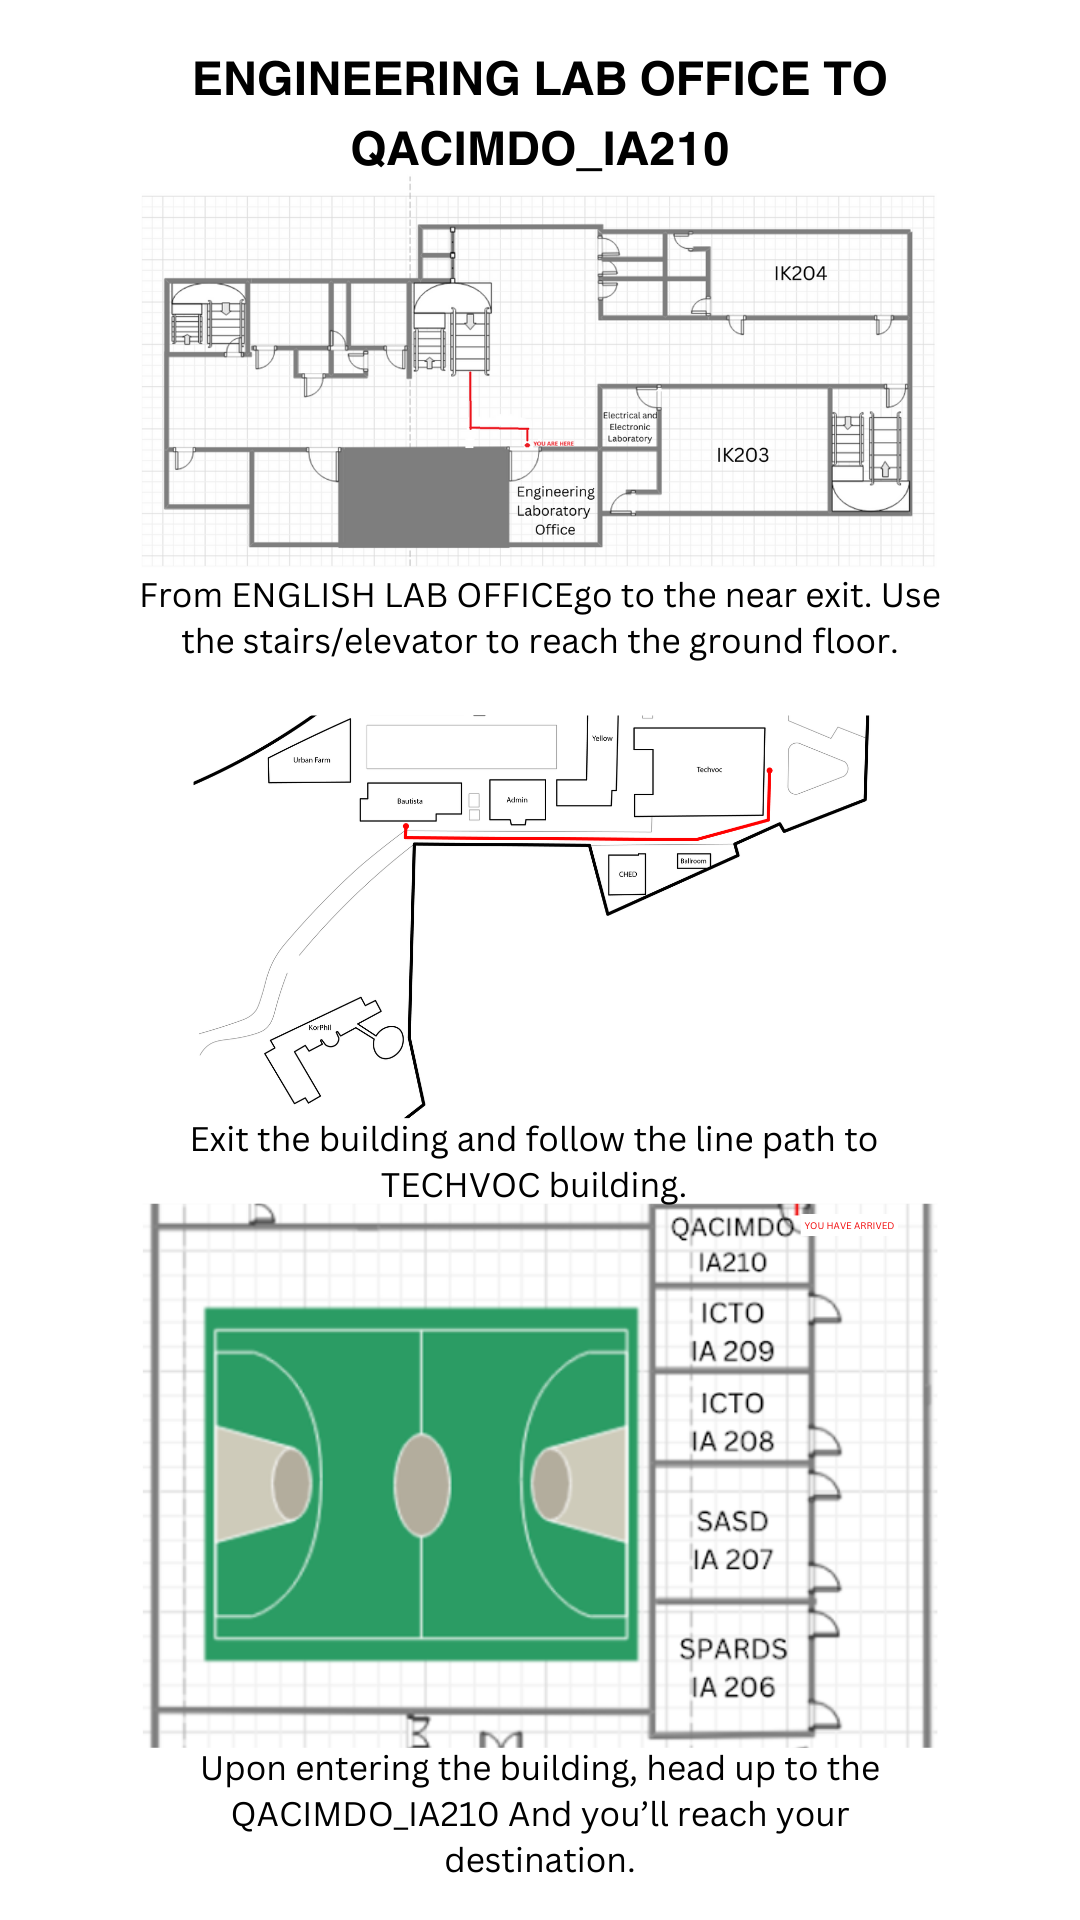 ENGINEERING LAB OFFICE TO
QACIMDO_IA210
IK204
Electrical and
Electronic
Laboratory
IK203
YOU ARE HERE
Engineering
Laboratory
Office
From ENGLISH LAB OFFICEgo to the near exit. Use
the stairs/elevator to reach the ground floor.
Urban Farm
Yellow
Techvoc
Bautista
Admin
CHED
Ballroom
KorPhil
Exit the building and follow the line path to
TECHVOC building.
QACIMDO
IA210
YOU HAVE ARRIVED
ICTO
IA 209
ICTO
IA 208
SASD
IA 207
SPARDS
IA 206
Upon entering the building, head up to the
QACIMDO_IA210 And you’ll reach your
destination.